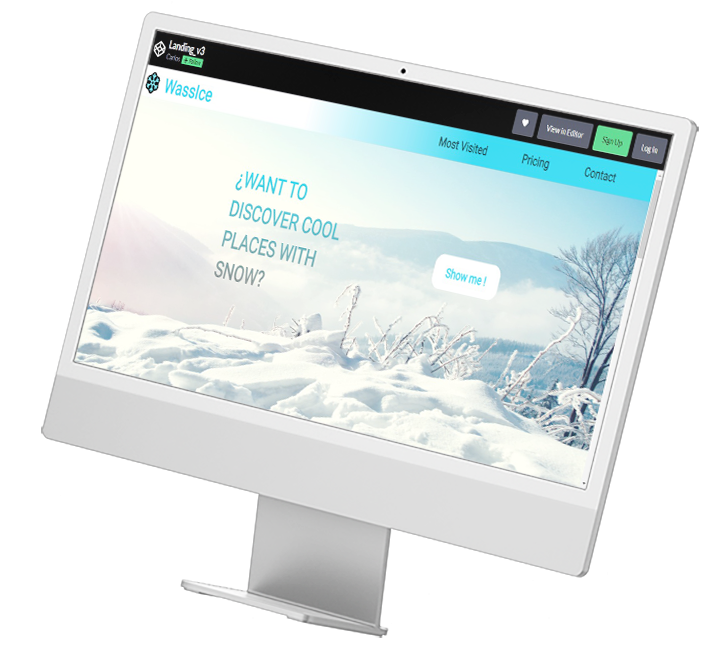 Landing_v3
Carlos + Follow
View in Editor
Sign Up
Log In
WassIce
Most Visited
Pricing
Contact
¿WANT TO
DISCOVER COOL
PLACES WITH
SNOW?
Show me !